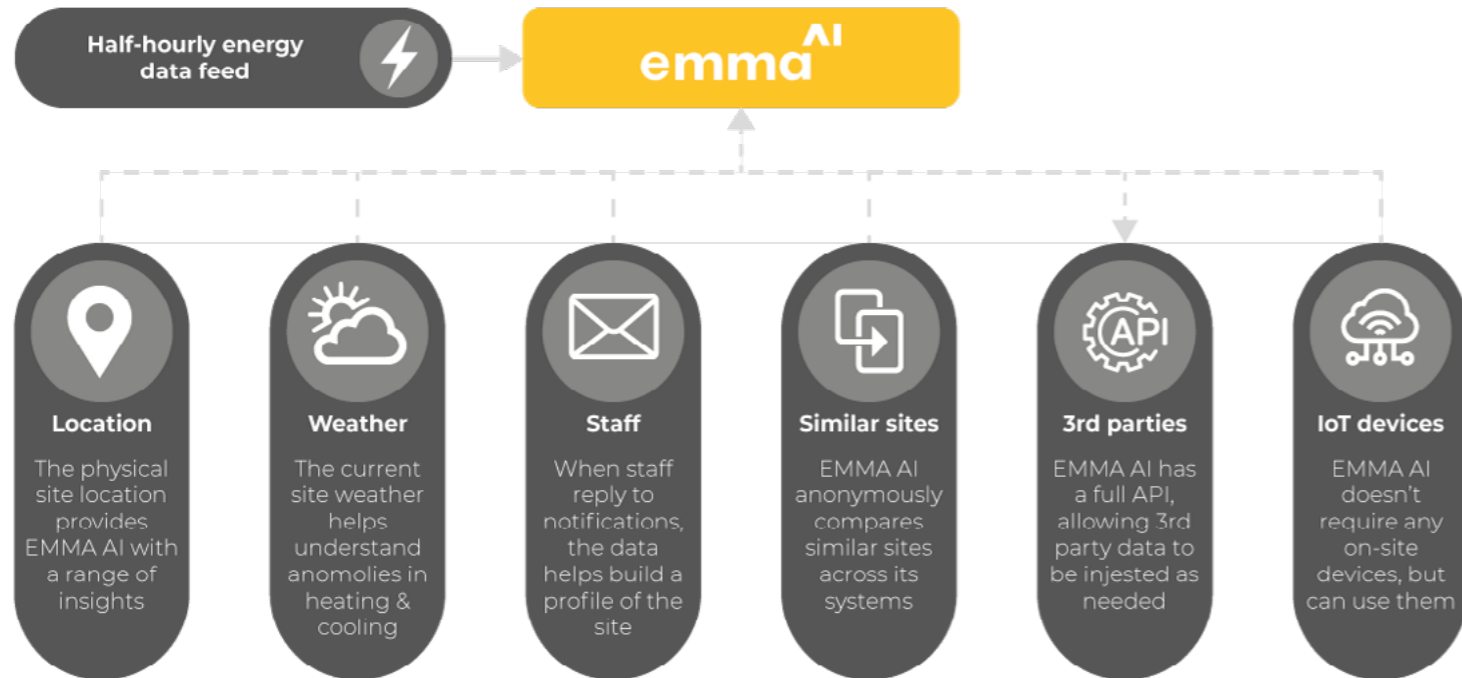 Half-hourly energy
data feed
emma AI
Location
The physical
site location
provides
EMMA AI with
a range of
insights
Weather
The current
site weather
helps
understand
anomolies in
heating &
cooling
Staff
When staff
reply to
notifications,
the data
helps build a
profile of the
site
Similar sites
EMMA AI
anonymously
compares
similar sites
across its
systems
API
3rd parties
EMMA AI has
a full API,
allowing 3rd
party data to
be injested as
needed
IoT devices
EMMA AI
doesn't
require any
on-site
devices, but
can use them